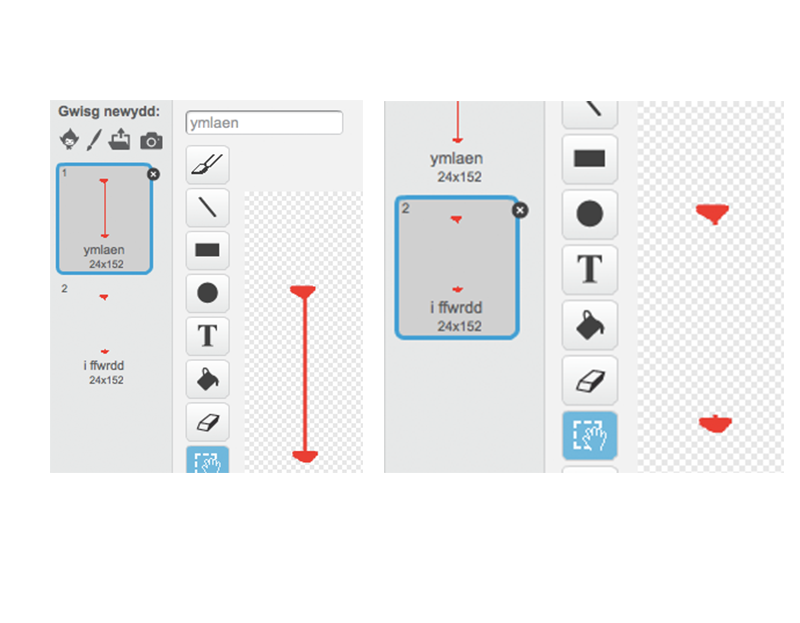 Gwisg newydd:
ymlaen
1
ymlaen
24x152
2
i ffwrdd
24x152
T
ymlaen
24x152
2
i ffwrdd
24x152
T